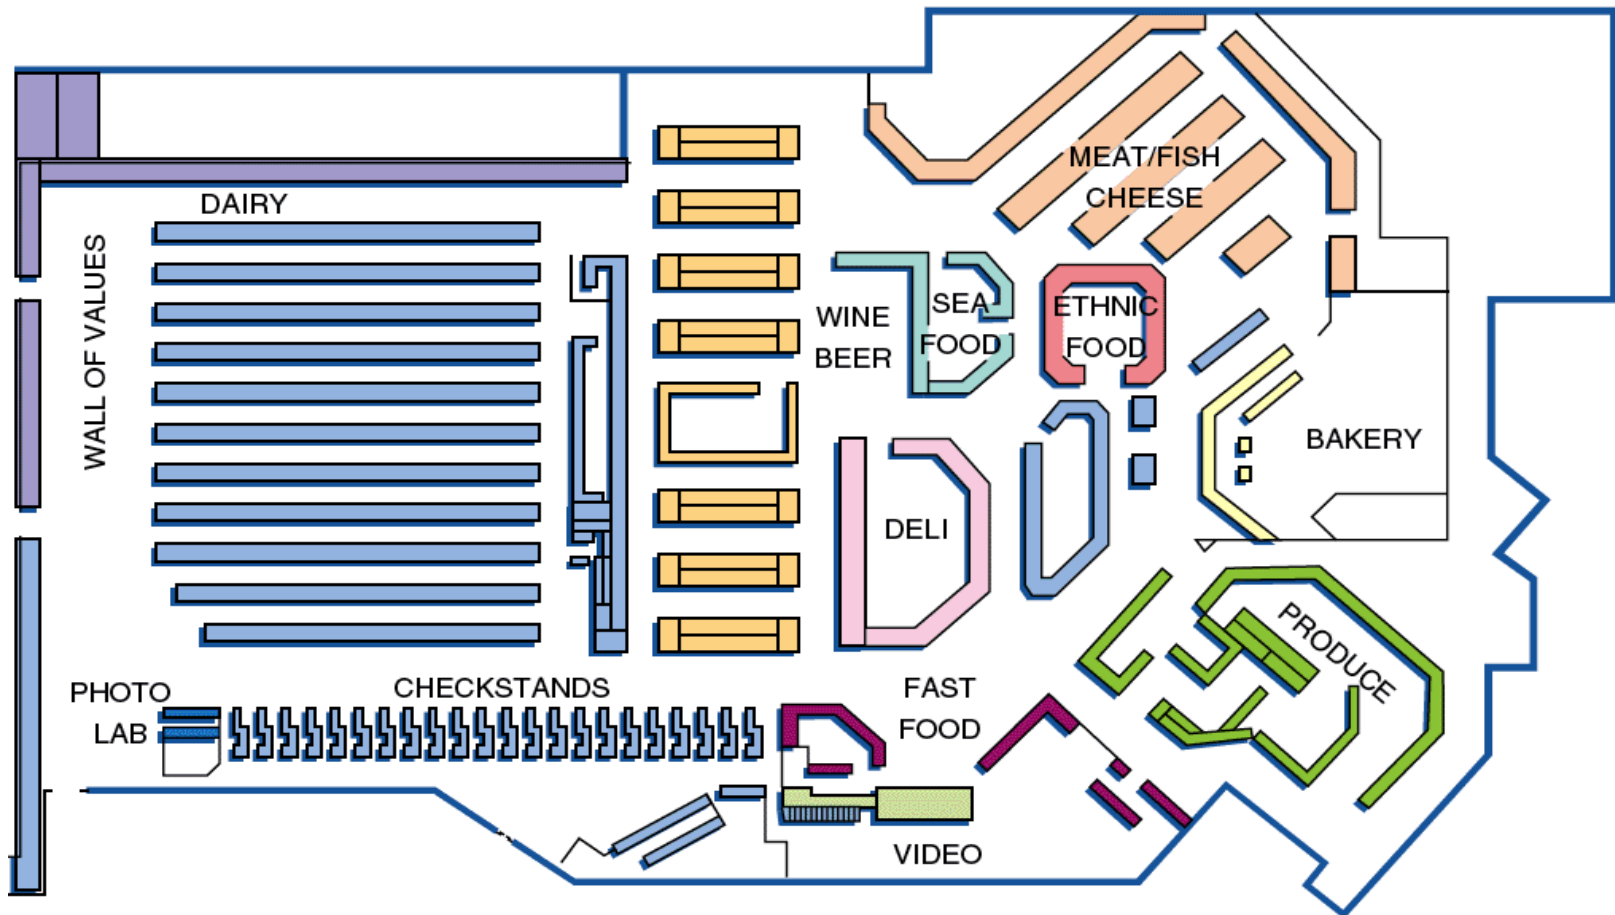 MEAT/FISH
CHEESE
DAIRY
WALL OF VALUES
WINE
BEER
SEA
FOOD
ETHNIC
FOOD
BAKERY
DELI
PRODUCE
PHOTO
LAB
CHECKSTANDS
FAST
FOOD
VIDEO